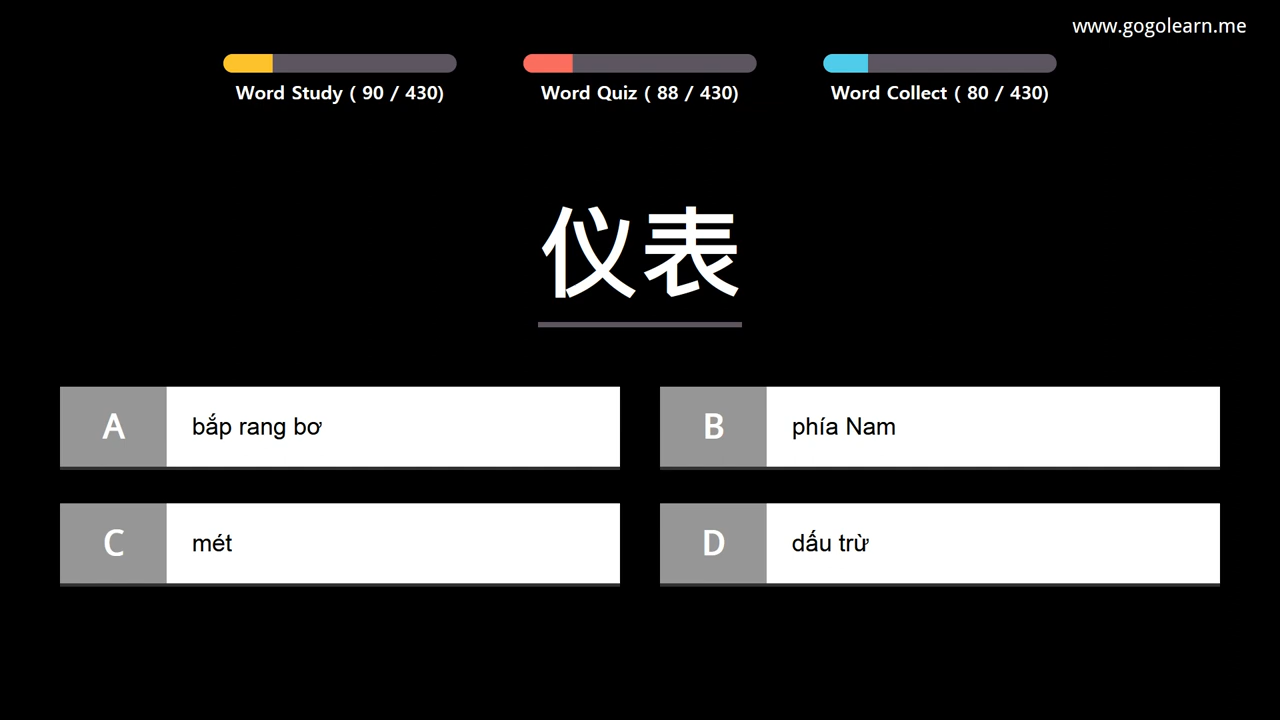 www.gogolearn.me
Word Study ( 90 / 430)
Word Quiz ( 88 / 430)
Word Collect ( 80 / 430)
仪表
A bắp rang bơ
B phía Nam
C mét
D dấu trừ